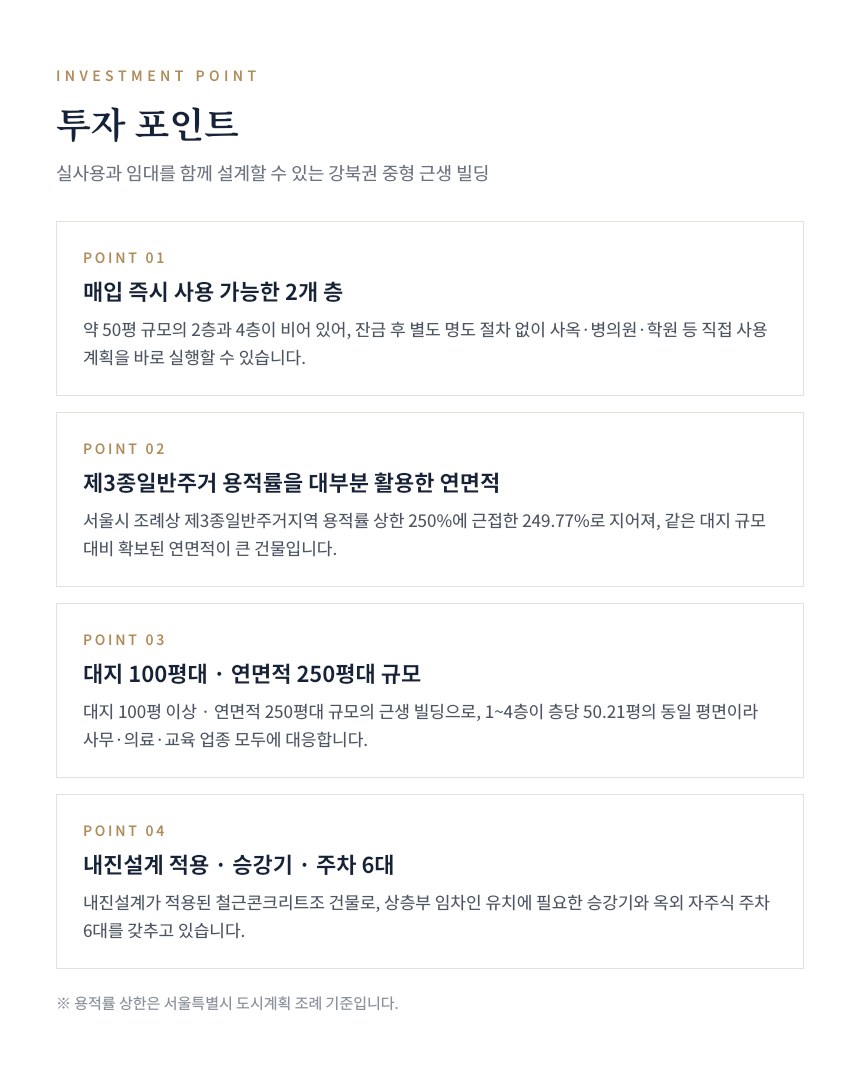 INVESTMENT POINT
투자 포인트
실사용과 임대를 함께 설계할 수 있는 강북권 중형 근생 빌딩
POINT 01
매입 즉시 사용 가능한 2개 층
약 50평 규모의 2층과 4층이 비어 있어, 잔금 후 별도 명도 절차 없이 사옥·병의원·학원 등 직접 사용
계획을 바로 실행할 수 있습니다.
POINT 02
제3종일반주거 용적률을 대부분 활용한 연면적
서울시 조례상 제3종일반주거지역 용적률 상한 250%에 근접한 249.77%로 지어져, 같은 대지 규모
대비 확보된 연면적이 큰 건물입니다.
POINT 03
대지 100평대 · 연면적 250평대 규모
대지 100평 이상 · 연면적 250평대 규모의 근생 빌딩으로, 1~4층이 층당 50.21평의 동일 평면이라
사무·의료·교육 업종 모두에 대응합니다.
POINT 04
내진설계 적용 · 승강기 · 주차 6대
내진설계가 적용된 철근콘크리트조 건물로, 상층부 임차인 유치에 필요한 승강기와 옥외 자주식 주차
6대를 갖추고 있습니다.
※ 용적률 상한은 서울특별시 도시계획 조례 기준입니다.